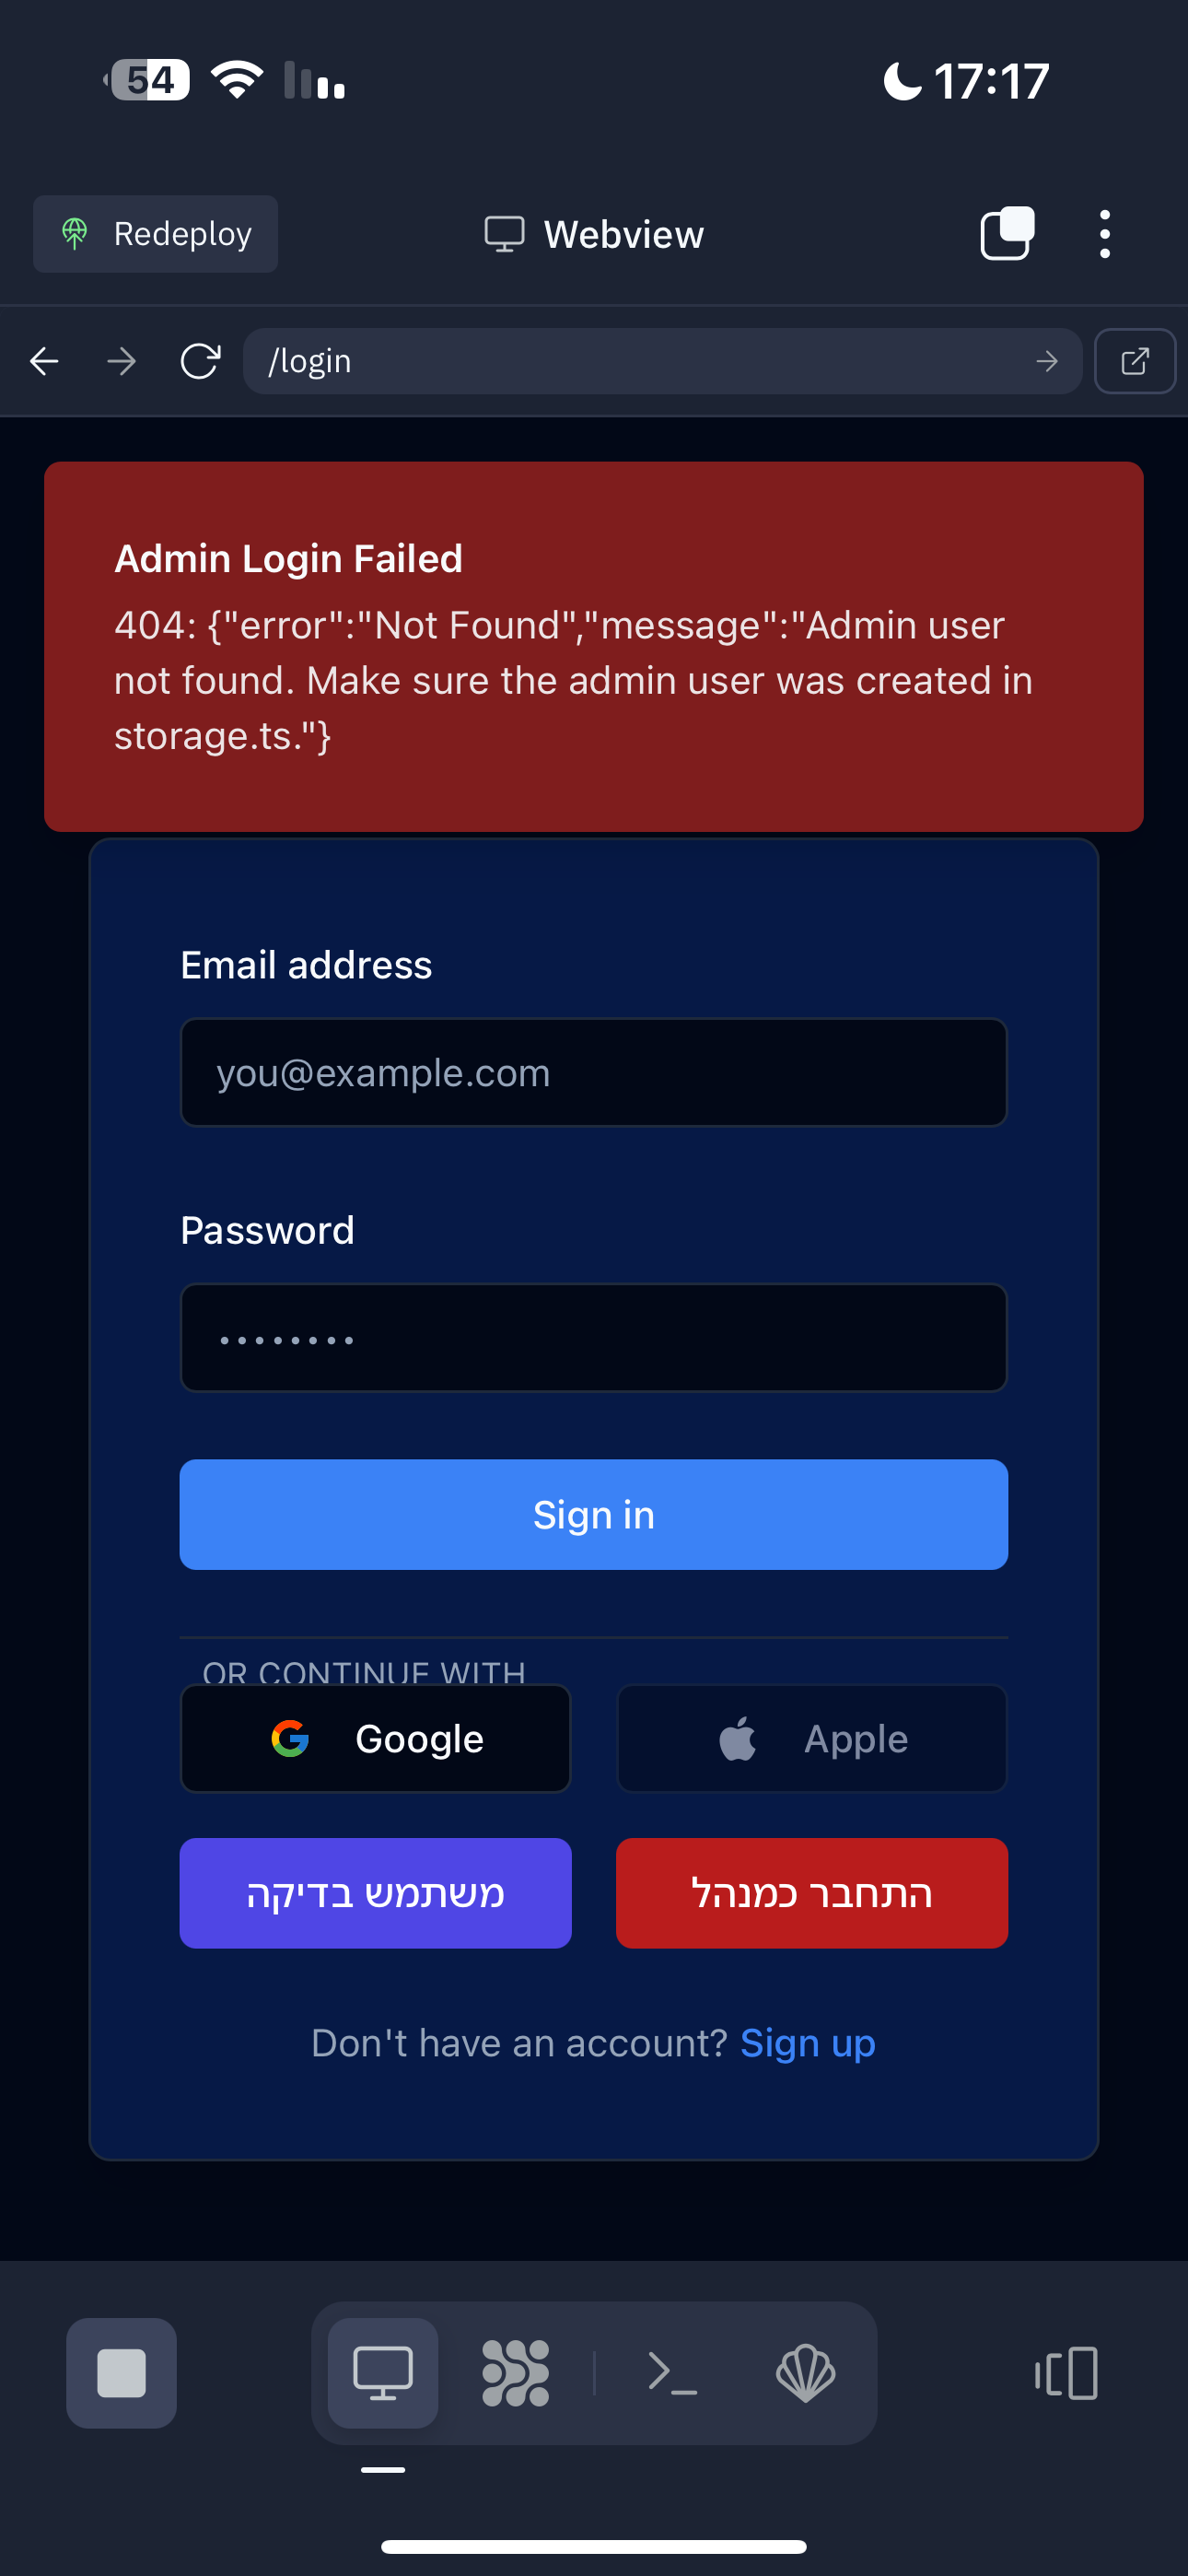 54
17:17
Redeploy
Webview
/login
Admin Login Failed
404: {"error":"Not Found","message":"Admin user
not found. Make sure the admin user was created in
storage.ts."}
Email address
you@example.com
Password
Sign in
OR CONTINUE WITH
Google
Apple
משתמש בדיקה
התחבר כמנהל
Don't have an account? Sign up